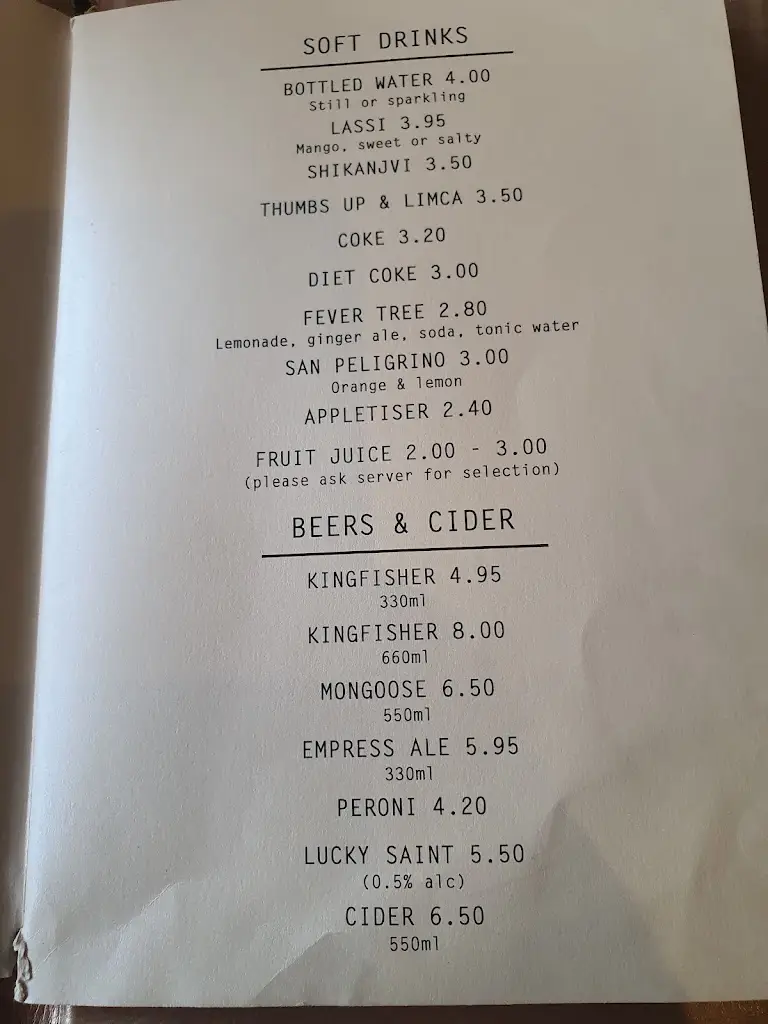 SOFT DRINKS
BOTTLED WATER 4.00
Still or sparkling
LASSI 3.95
Mango, sweet or salty
SHIKANJVI 3.50
THUMBS UP & LIMCA 3.50
COKE 3.20
DIET COKE 3.00
FEVER TREE 2.80
Lemonade, ginger ale, soda, tonic water
SAN PELIGRINO 3.00
Orange & lemon
APPLETISER 2.40
FRUIT JUICE 2.00 - 3.00
(please ask server for selection)
BEERS & CIDER
KINGFISHER 4.95
330ml
KINGFISHER 8.00
660ml
MONGOOSE 6.50
550ml
EMPRESS ALE 5.95
330ml
PERONI 4.20
LUCKY SAINT 5.50
(0.5% alc)
CIDER 6.50
550ml